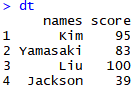 > dt
names score
1 Kim 95
2 Yamasaki 83
3 Liu 100
4 Jackson 39